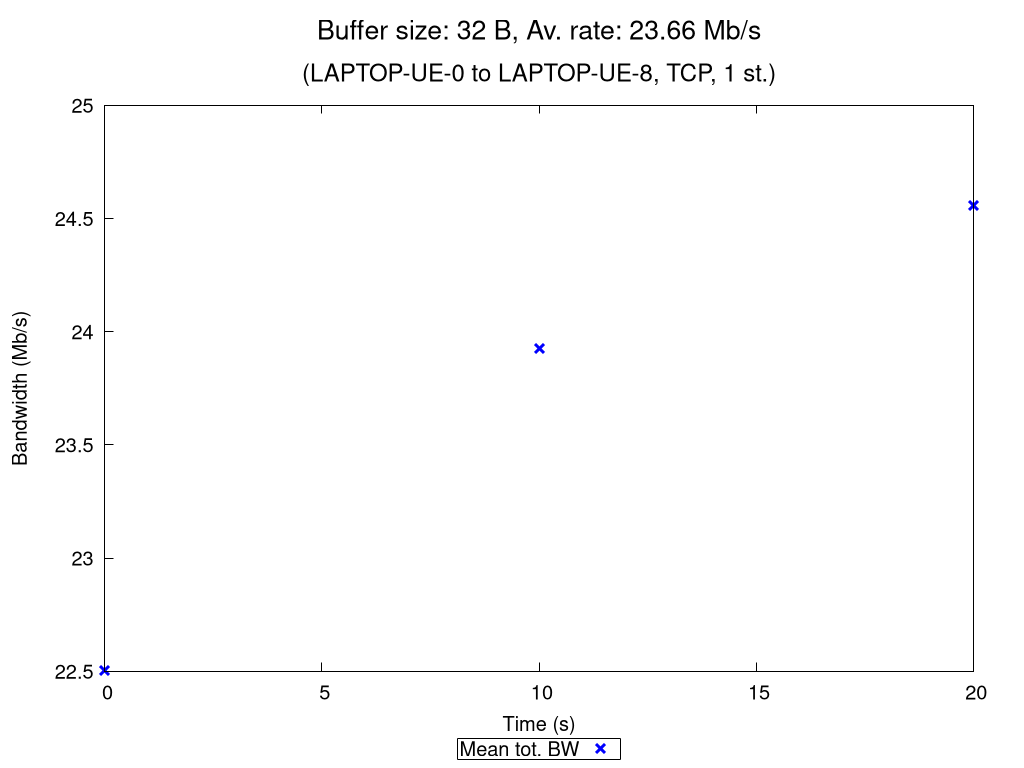 Buffer size: 32 B, Av. rate: 23.66 Mb/s
(LAPTOP-UE-0 to LAPTOP-UE-8, TCP, 1 st.)
25
24.5
24
23.5
23
22.5
Bandwidth (Mb/s)
0 5 10 15 20
Time (s)
Mean tot. BW